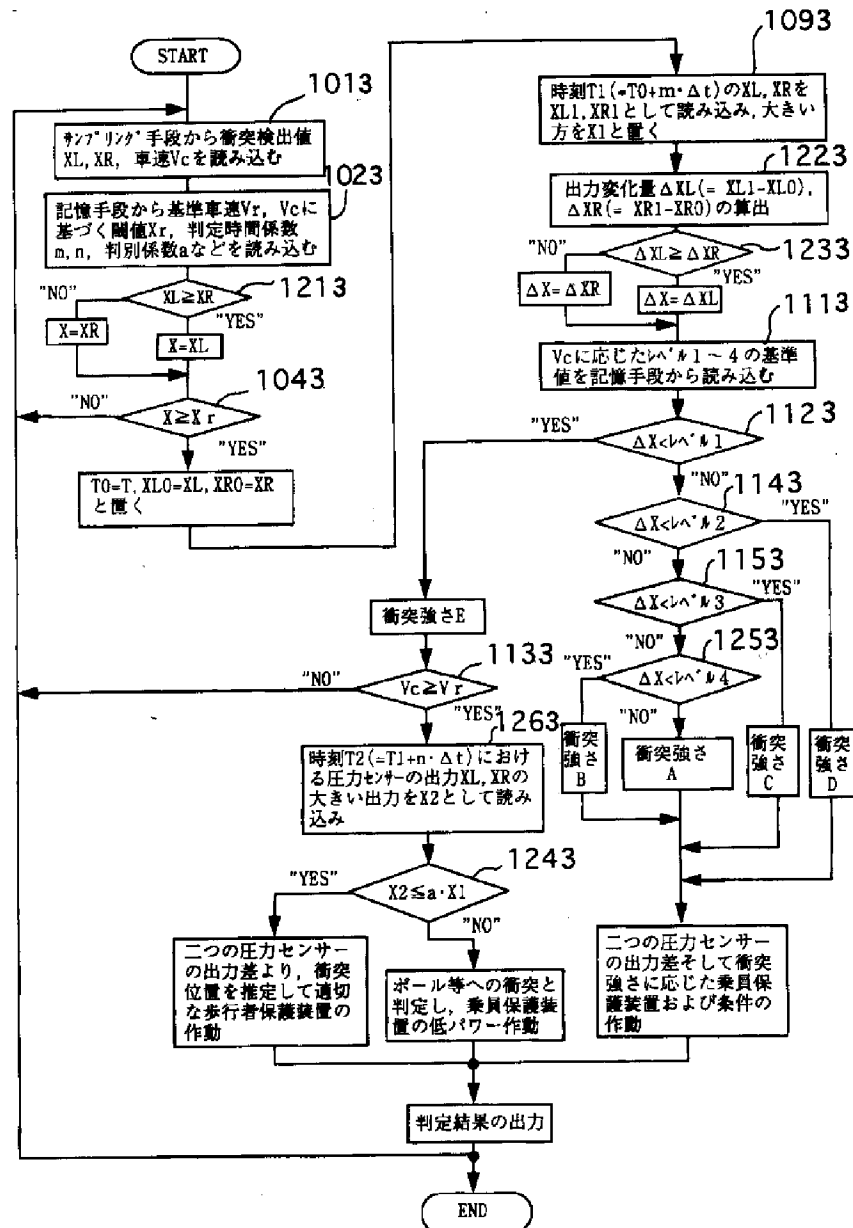 START
1013
サンプリング手段から衝突検出値
XL,XR, 車速Vcを読み込む
1023
記憶手段から基準車速Vr, Vcに
基づく閾値Xr, 判定時間係数
m,n, 判別係数aなどを読み込む
1213
"NO"
XL≧XR
"YES"
X=XR
X=XL
1043
"NO"
X≧Xr
"YES"
T0=T,XL0=XL,XR0=XR
と置く
1093
時刻T1(=T0+m·Δt)のXL,XRを
XL1,XR1として読み込み,大きい
方をX1と置く
1223
出力変化量ΔXL(= XL1-XL0),
ΔXR(= XR1-XR0)の算出
1233
"NO"
ΔXL≧ΔXR
"YES"
ΔX=ΔXR
ΔX=ΔXL
1113
Vcに応じたレベル1~4の基準
値を記憶手段から読み込む
1123
"YES"
ΔX<レベル1
"NO"
1143
"YES"
ΔX<レベル2
"NO"
1153
"YES"
ΔX<レベル3
"NO"
1253
"YES"
ΔX<レベル4
"NO"
衝突
強さ
B
衝突強さ
A
衝突
強さ
C
衝突
強さ
D
衝突強さE
1133
"NO"
Vc≧Vr
"YES"
1263
時刻T2(=T1+n·Δt)におけ
る圧力センサーの出力XL,XRの
大きい出力をX2として読み
込み
1243
"YES"
X2≦a·X1
"NO"
二つの圧力センサー
の出力差より, 衝突
位置を推定して適切
な歩行者保護装置の
作動
ポール等への衝突と
判定し, 乗員保護装
置の低パワー作動
二つの圧力センサー
の出力差そして衝突
強さに応じた乗員保
護装置および条件の
作動
判定結果の出力
END